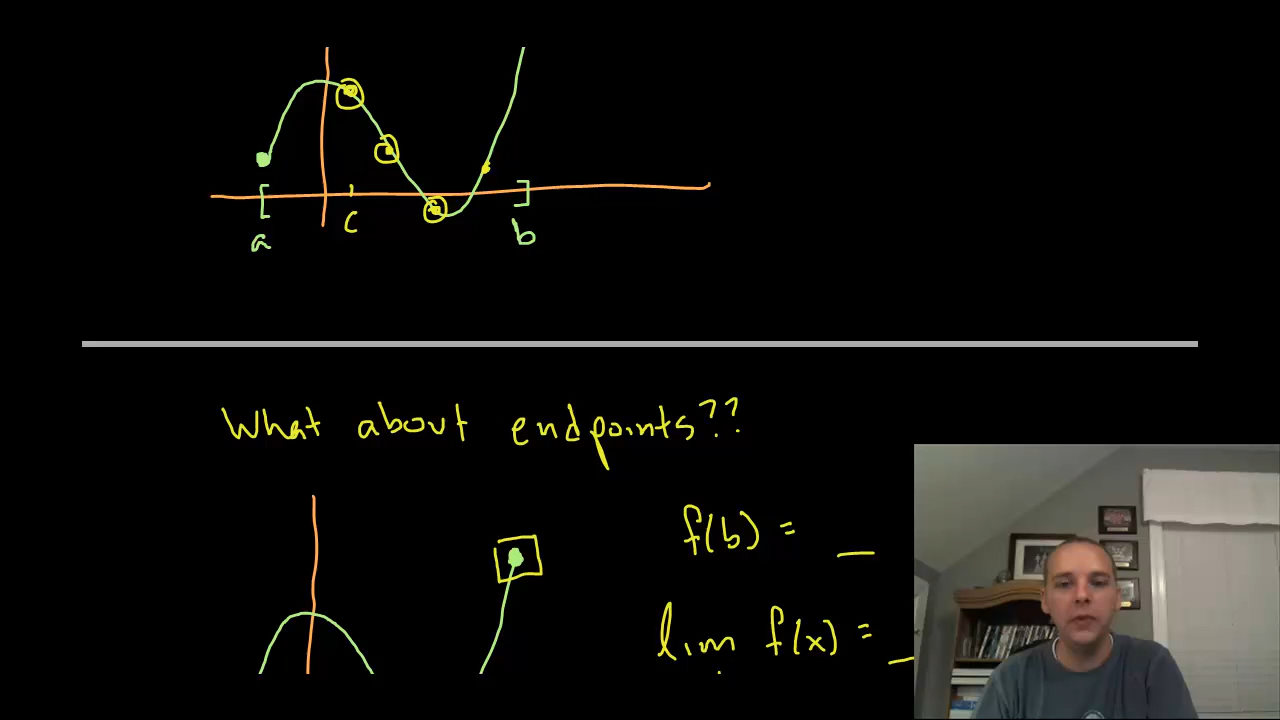 [ ]
a c b
What about endpoints??
f(b) = _
lim f(x) = _